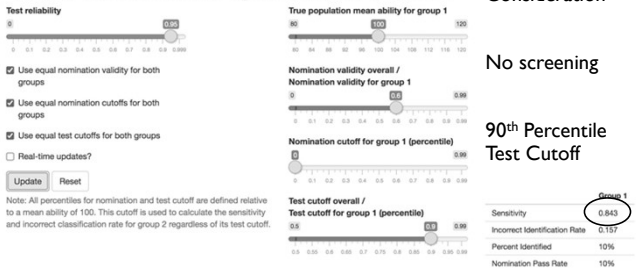 Test reliability
0 0.95
0 0.1 0.2 0.3 0.4 0.5 0.6 0.7 0.8 0.9 0.999
Use equal nomination validity for both
groups
Use equal nomination cutoffs for both
groups
Use equal test cutoffs for both groups
Real-time updates?
Update Reset
Note: All percentiles for nomination and test cutoff are defined relative
to a mean ability of 100. This cutoff is used to calculate the sensitivity
and incorrect classification rate for group 2 regardless of its test cutoff.
True population mean ability for group 1
80 100 120
80 84 88 92 96 100 104 108 112 116 120
Nomination validity overall /
Nomination validity for group 1
0 0.6 0.99
0 0.1 0.2 0.3 0.4 0.5 0.6 0.7 0.8 0.9 0.99
Nomination cutoff for group 1 (percentile)
0 0.99
0 0.1 0.2 0.3 0.4 0.5 0.6 0.7 0.8 0.9 0.99
Test cutoff overall /
Test cutoff for group 1 (percentile)
0.5 0.9 0.99
0.5 0.55 0.6 0.65 0.7 0.75 0.8 0.85 0.9 0.95 0.99
No screening
90th Percentile
Test Cutoff
Group 1
Sensitivity 0.843
Incorrect Identification Rate 0.157
Percent Identified 10%
Nomination Pass Rate 10%